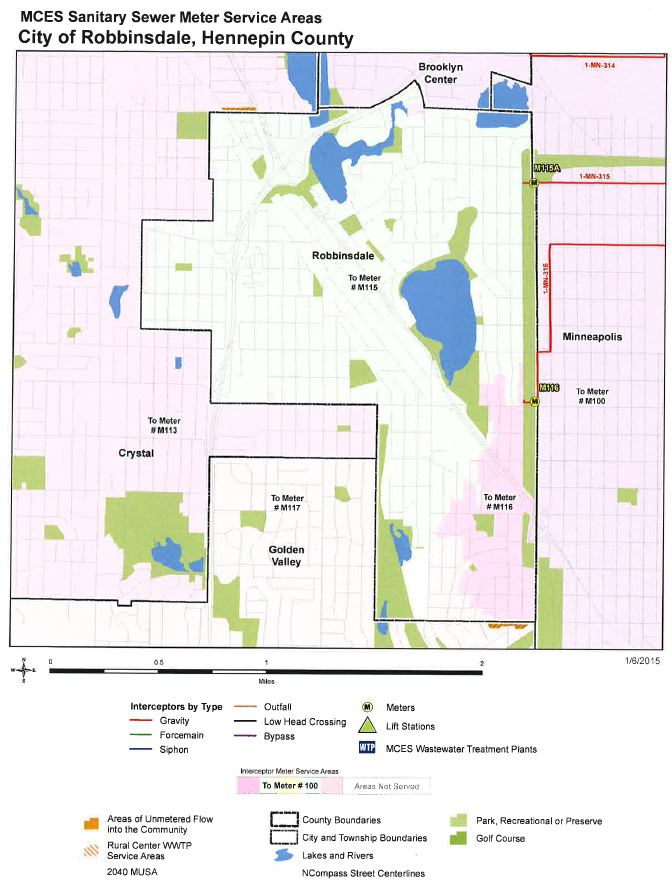 MCES Sanitary Sewer Meter Service Areas
City of Robbinsdale, Hennepin County
Brooklyn
Center
1-MN-314
M115A
1-MN-315
Robbinsdale
To Meter
# M115
1-MN-316
Minneapolis
M116
To Meter
# M100
To Meter
# M113
Crystal
To Meter
# M117
To Meter
# M116
Golden
Valley
1/6/2015
N
W E
S
0 0.5 1 2
Miles
Interceptors by Type
Gravity
Forcemain
Siphon
Outfall
Low Head Crossing
Bypass
M Meters
Lift Stations
WTP MCES Wastewater Treatment Plants
Interceptor Meter Service Areas
To Meter # 100
Areas Not Served
Areas of Unmetered Flow
into the Community
Rural Center WWTP
Service Areas
2040 MUSA
County Boundaries
City and Township Boundaries
Lakes and Rivers
NCompass Street Centerlines
Park, Recreational or Preserve
Golf Course